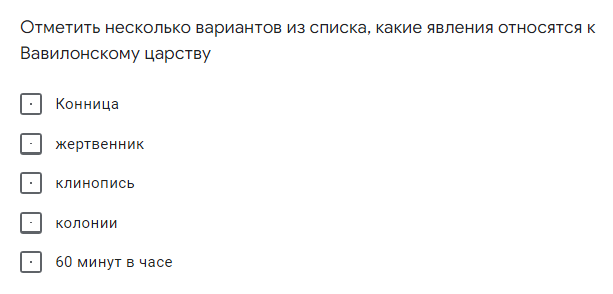 Отметить несколько вариантов из списка, какие явления относятся к
Вавилонскому царству
Конница
жертвенник
клинопись
колонии
60 минут в часе